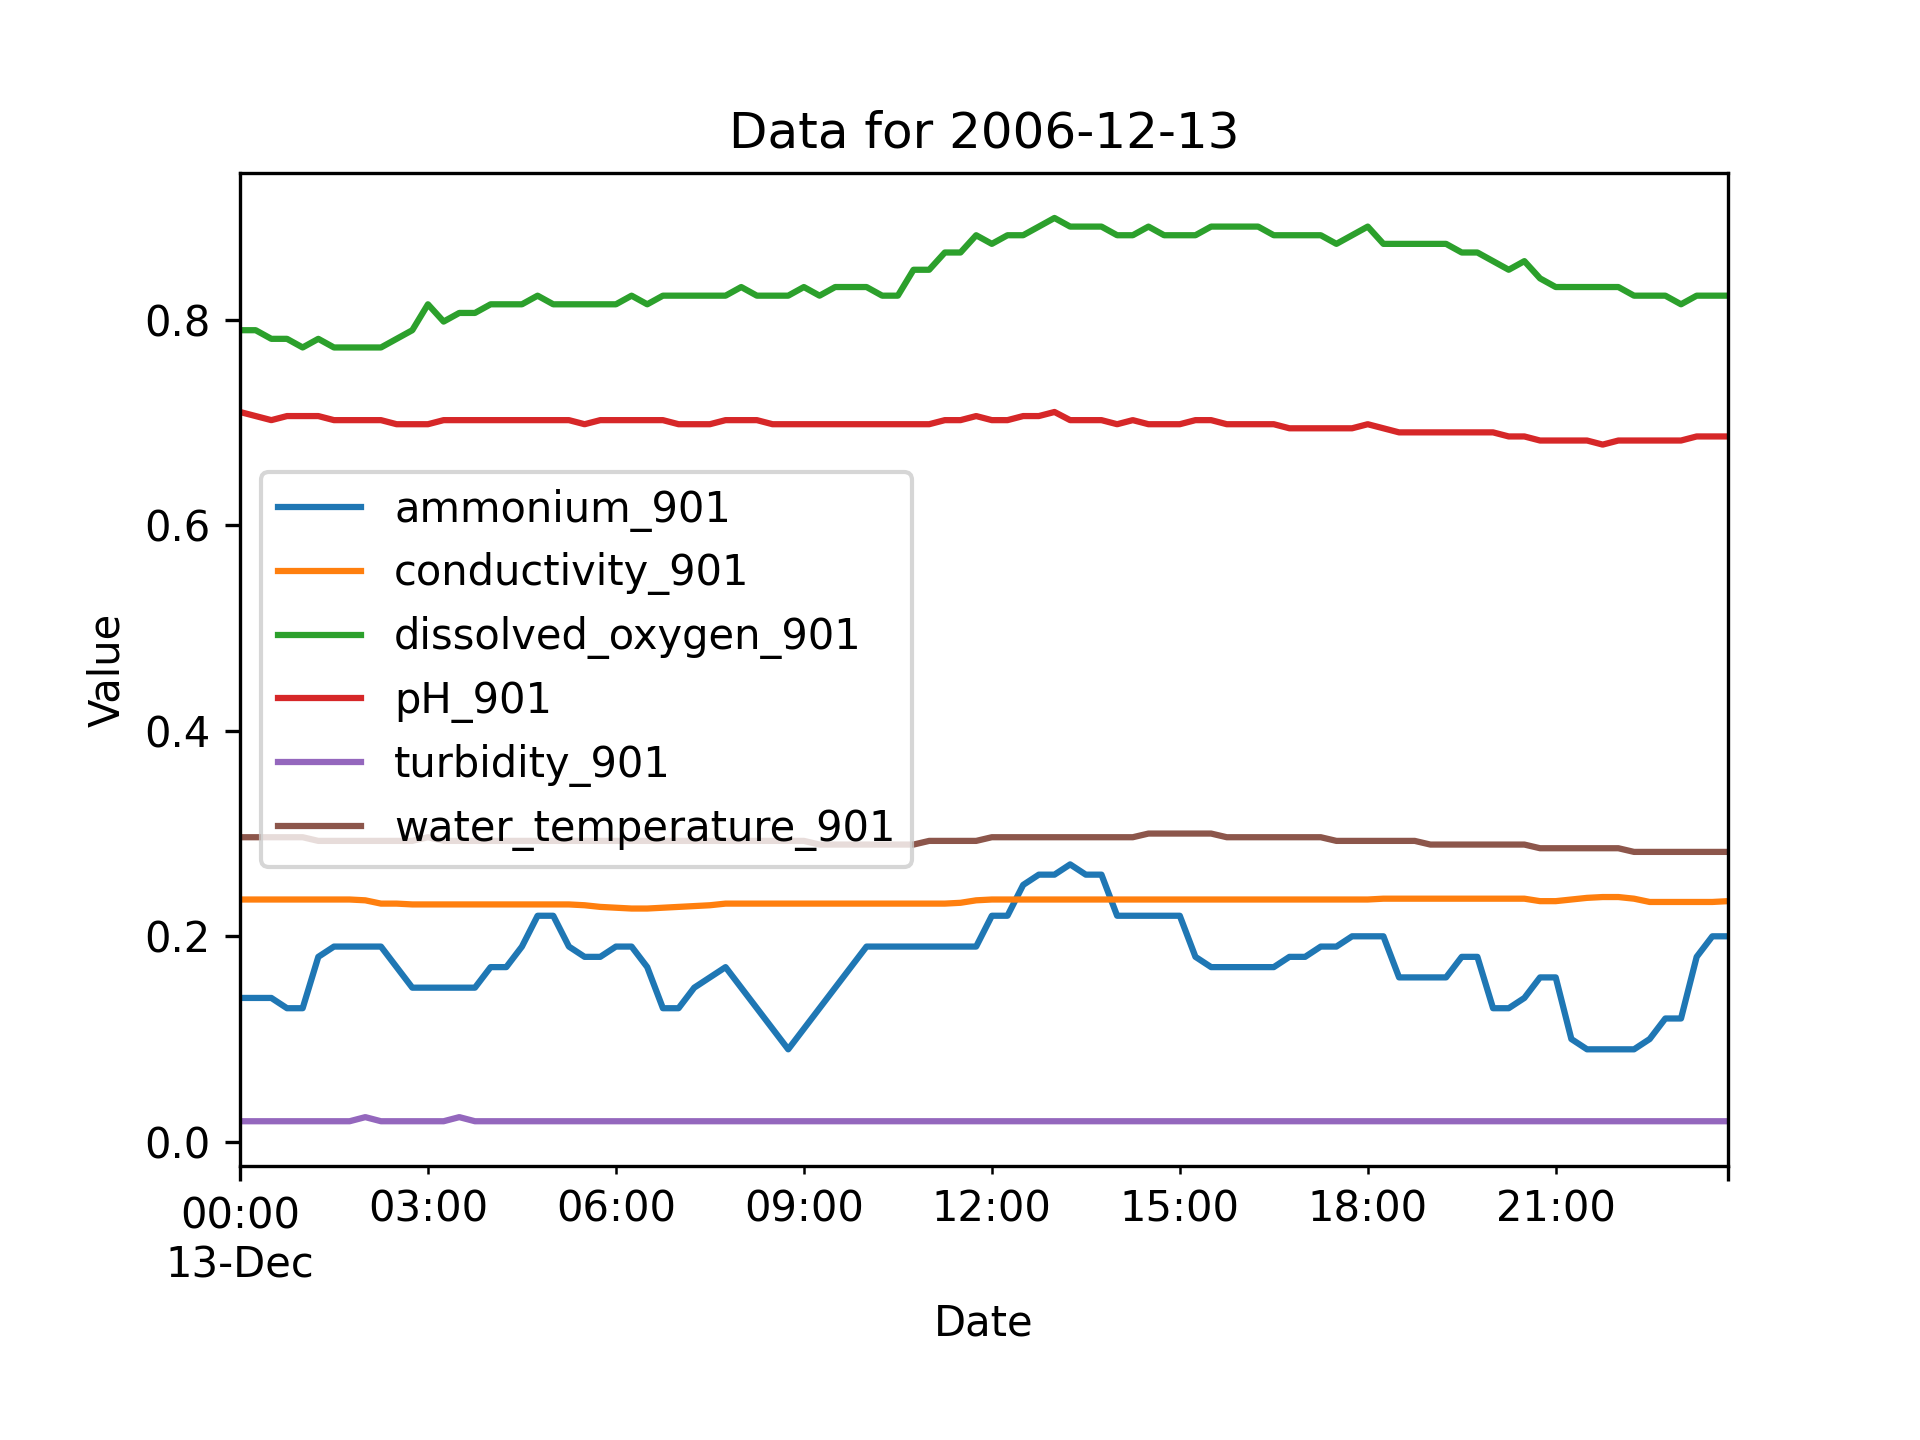 Data for 2006-12-13
Value
0.8
0.6
0.4
0.2
0.0
ammonium_901
conductivity_901
dissolved_oxygen_901
pH_901
turbidity_901
water_temperature_901
00:00 03:00 06:00 09:00 12:00 15:00 18:00 21:00
13-Dec
Date